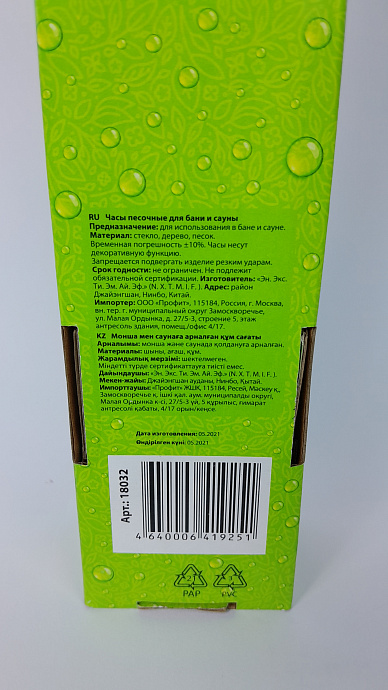 RU Часы песочные для бани и сауны
Предназначение: для использования в бане и сауне.
Материал: стекло, дерево, песок.
Временная погрешность ±10%. Часы несут
декоративную функцию.
Запрещается подвергать изделие резким ударам.
Срок годности: не ограничен. Не подлежит
обязательной сертификации. Изготовитель: «Эн. Экс.
Ти. Эм. Ай. Эф.» (N. X. T. M. I. F. ). Адрес: район
Джайэнгшан, Нинбо, Китай.
Импортер: ООО «Профит», 115184, Россия, г. Москва,
вн. тер. г. муниципальный округ Замоскворечье,
ул. Малая Ордынка, д. 27/5-3, строение 5, этаж
антресоль здания, помещ./офис 4/17.
KZ Монша мен саунаға арналған құм сағаты
Арналымы: монша және саунада қолдануға арналған.
Материалы: шыны, ағаш, құм.
Жарамдылық мерзімі: шектелмеген.
Міндетті түрде сертификаттауға тиісті емес.
Дайындаушы: «Эн. Экс. Ти. Эм. Ай. Эф.» (N. X. T. M. I. F. ).
Мекен-жайы: Джайэнгшан ауданы, Нинбо, Қытай.
Импорттаушы: «Профит» ЖШҚ, 115184, Ресей, Мәскеу қ.,
Замоскворечье қ. ішкі қал. аум. муниципалды округі,
Малая Ордынка к-сі, 27/5-3 үй, 5 құрылыс, ғимарат
антресолі қабаты, 4/17 орын/кеңсе.
Дата изготовления: 05.2021
Өндірілген күні: 05.2021
Арт.: 18032
4 640006 419251
21 3
PAP PVC